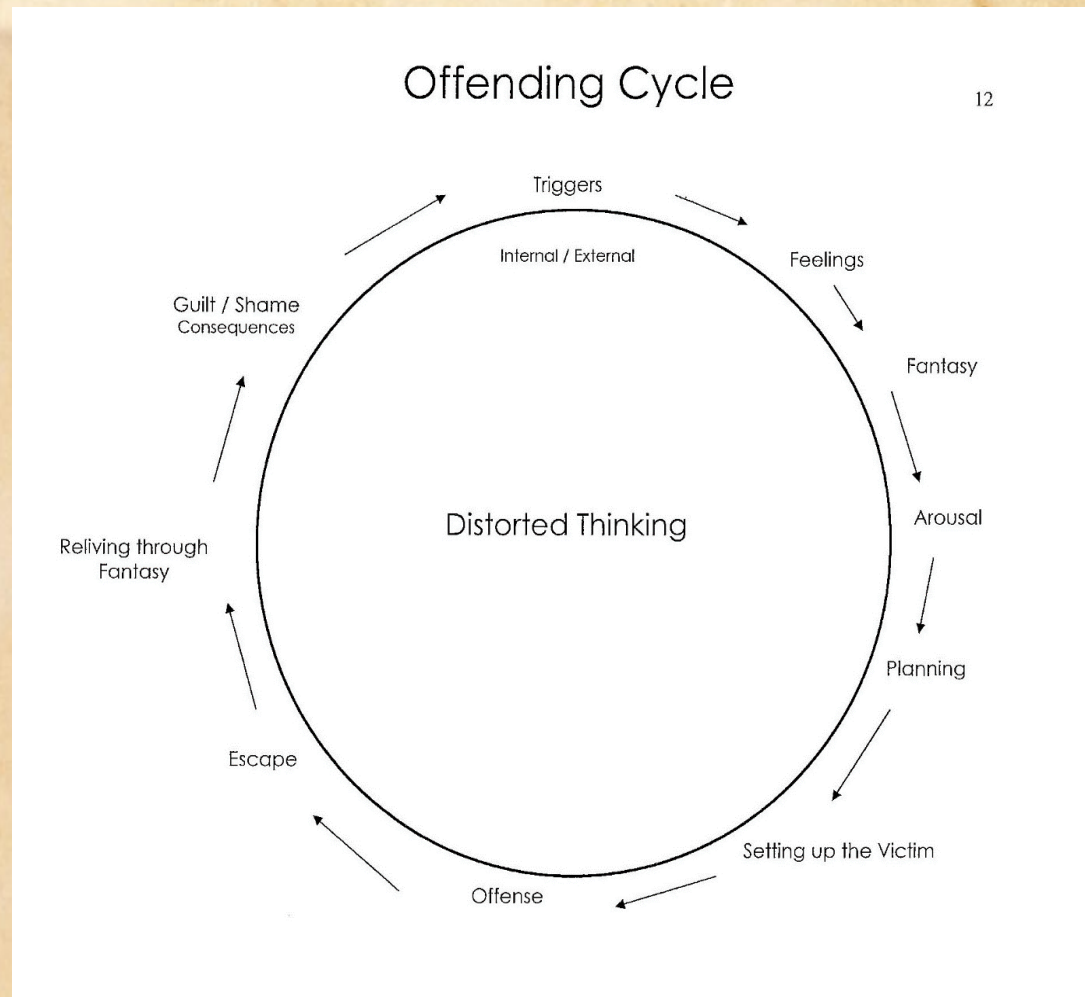 Offending Cycle
12
Triggers
Internal / External
Feelings
Fantasy
Arousal
Planning
Setting up the Victim
Offense
Escape
Reliving through
Fantasy
Guilt / Shame
Consequences
Distorted Thinking